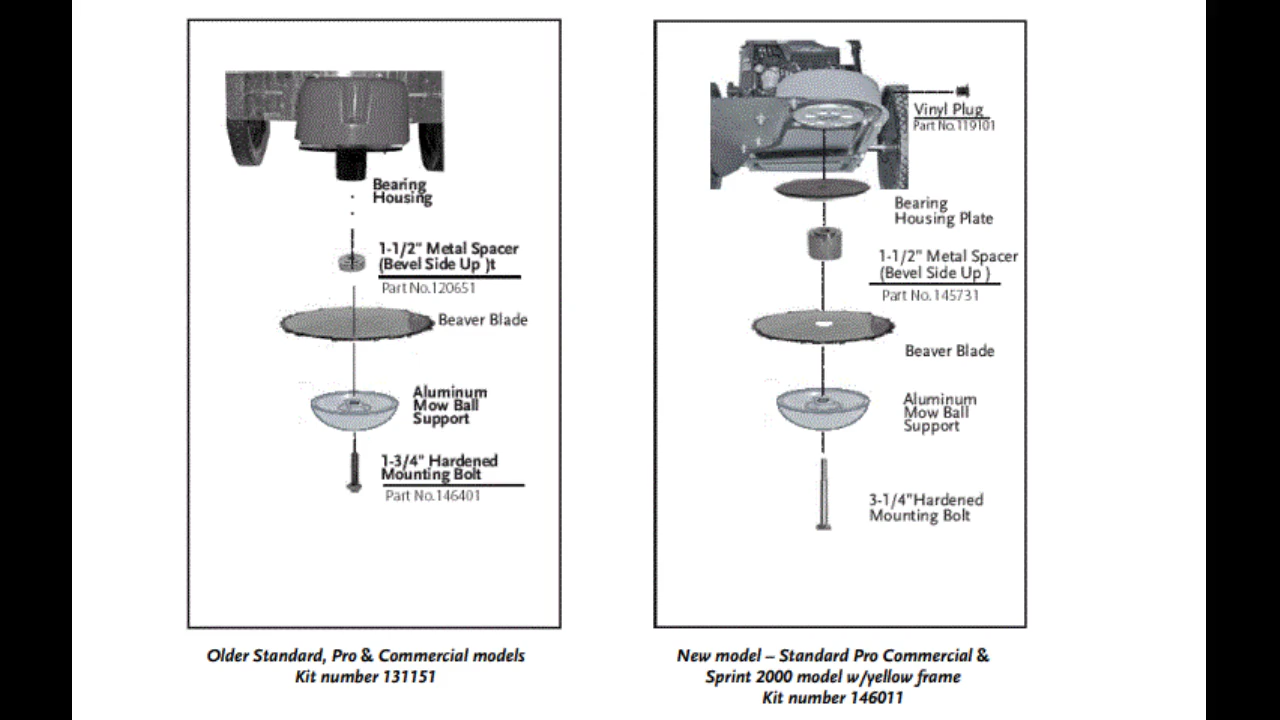 Bearing
Housing
1-1/2" Metal Spacer
(Bevel Side Up )t
Part No.120651
Beaver Blade
Aluminum
Mow Ball
Support
1-3/4" Hardened
Mounting Bolt
Part No.146401
Older Standard, Pro & Commercial models
Kit number 131151
Vinyl Plug
Part No.119101
Bearing
Housing Plate
1-1/2" Metal Spacer
(Bevel Side Up )
Part No.145731
Beaver Blade
Aluminum
Mow Ball
Support
3-1/4"Hardened
Mounting Bolt
New model – Standard Pro Commercial &
Sprint 2000 model w/yellow frame
Kit number 146011